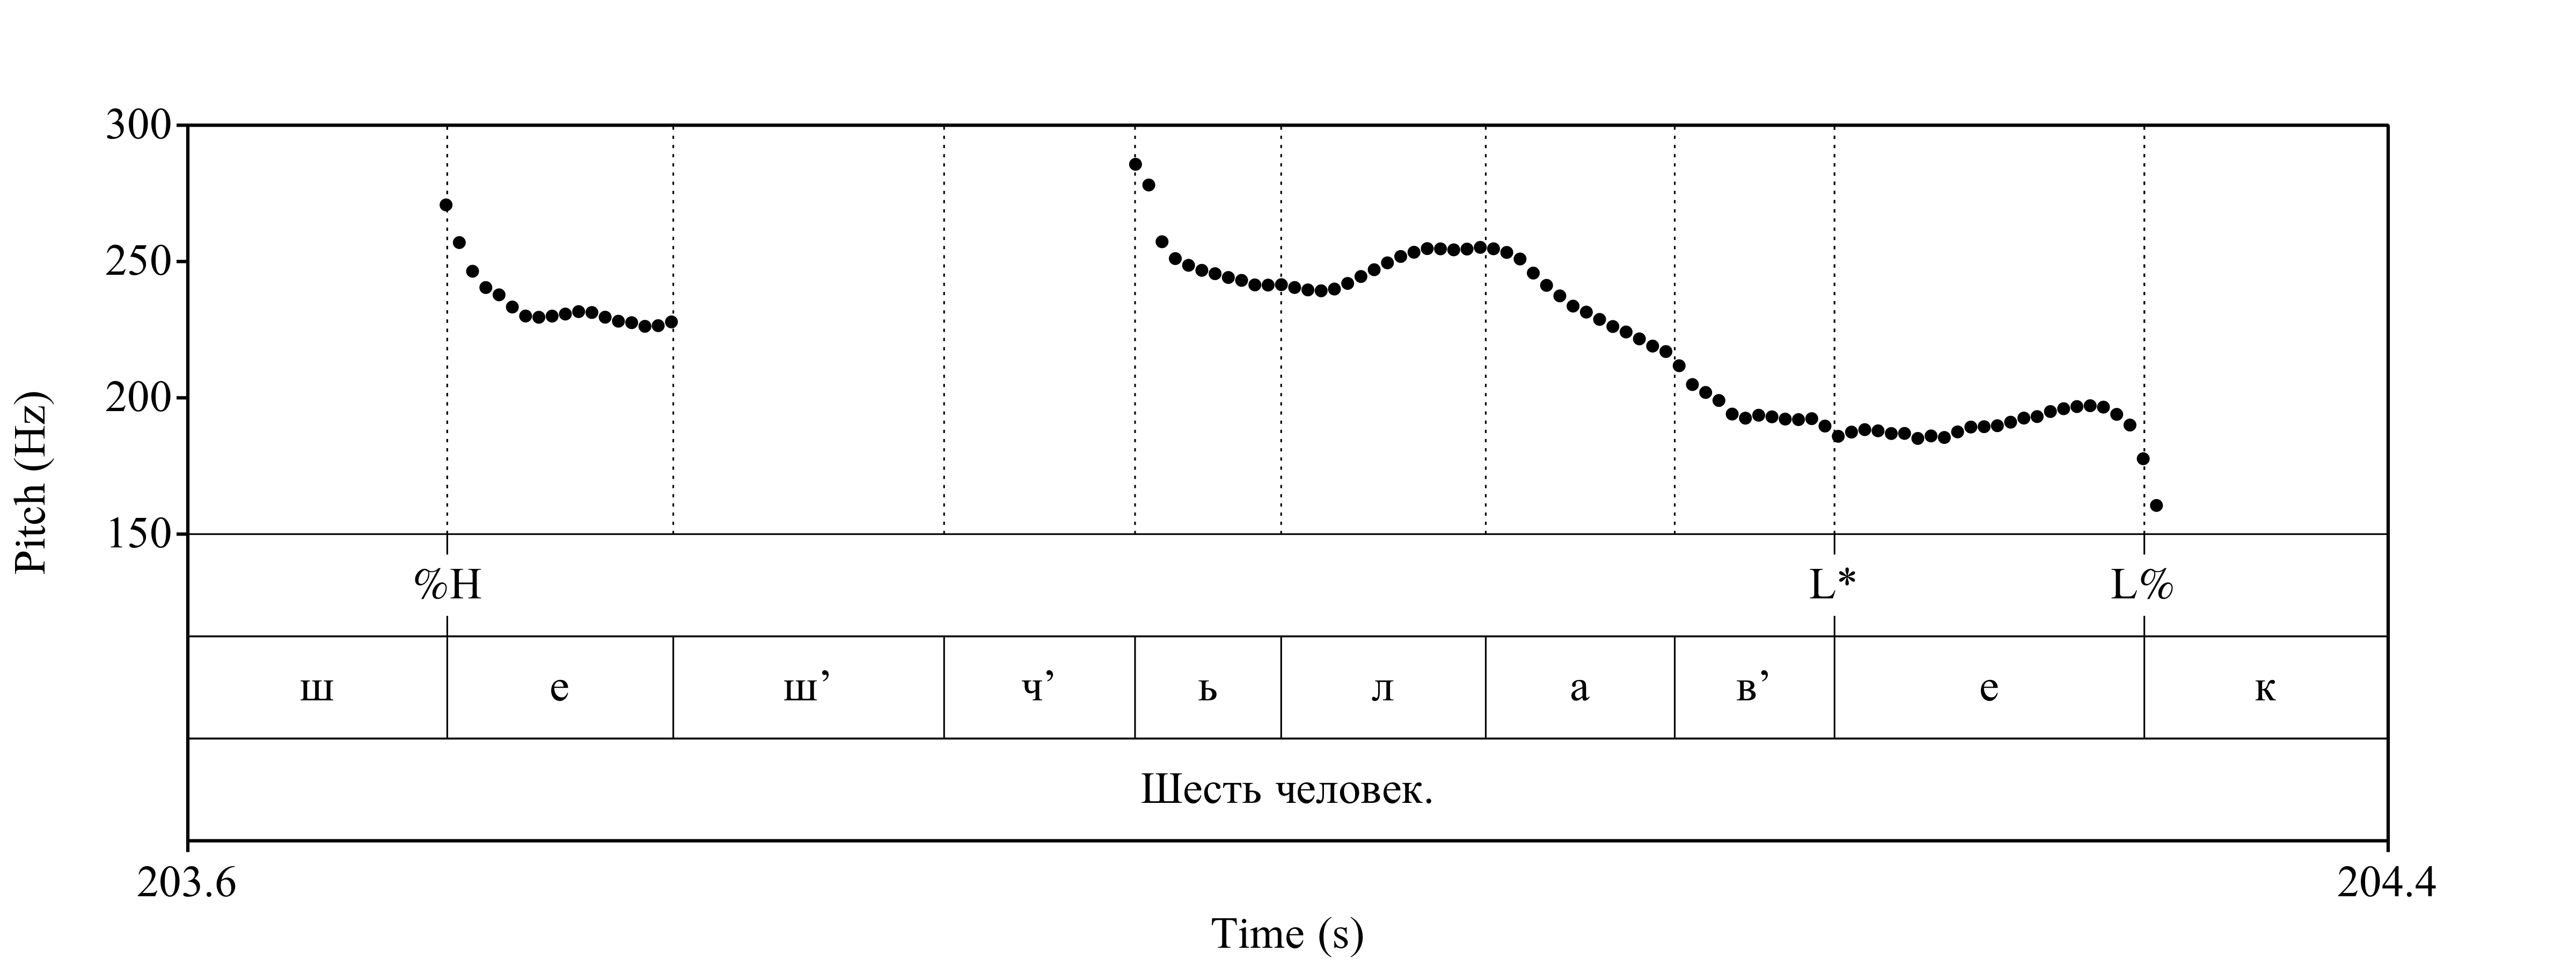 300
250
200
150
Pitch (Hz)
%H L* L%
ш е ш’ ч’ ь л а в’ е к
Шесть человек.
203.6 204.4
Time (s)